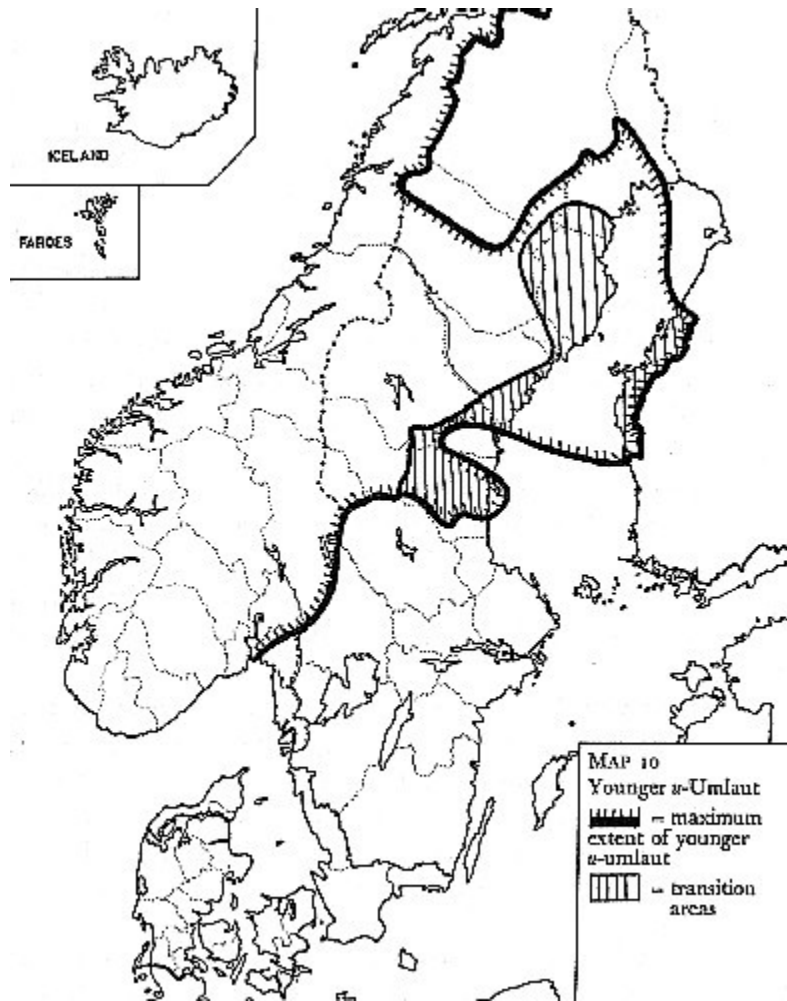 ICELAND
FAROES
MAP 10
Younger u-Umlaut
= maximum
extent of younger
u-umlaut
= transition
areas